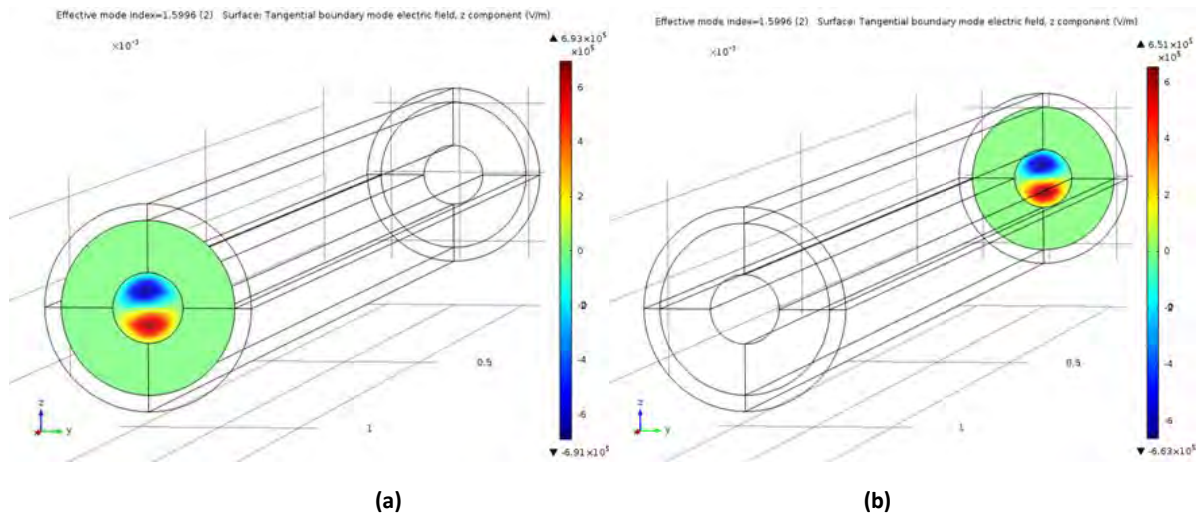 Effective mode index=1.5996 (2) Surface: Tangential boundary mode electric field, z component (V/m)
▲ 6.93×10⁵
×10⁵
×10⁻³
6
4
2
0
-2
-4
-6
▼ -6.91×10⁵
0.5
1
z
y
x
(a)
Effective mode index=1.5996 (2) Surface: Tangential boundary mode electric field, z component (V/m)
▲ 6.51×10⁵
×10⁵
×10⁻³
6
4
2
0
-2
-4
-6
▼ -6.63×10⁵
0.5
1
z
y
x
(b)